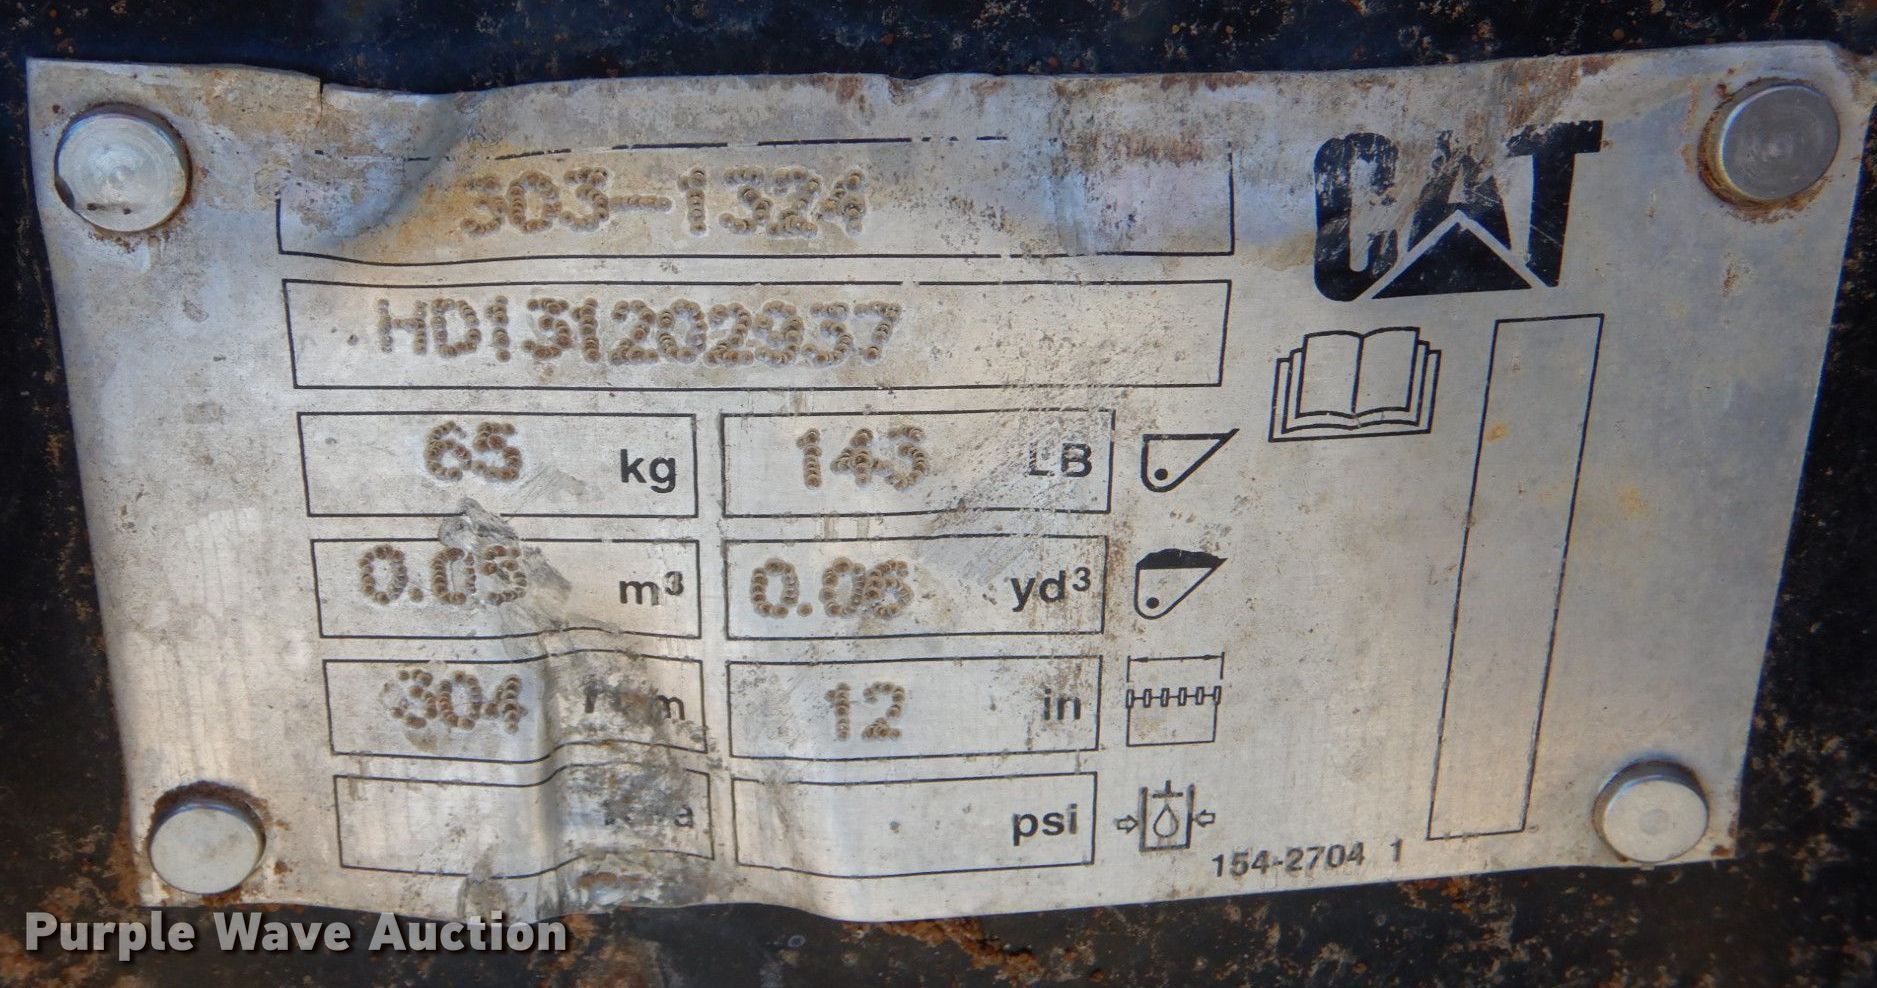 CAT
303-1324
HD131202937
65 kg 143 LB
0.05 m³ 0.06 yd³
304 mm 12 in
psi
154-2704 1
Purple Wave Auction